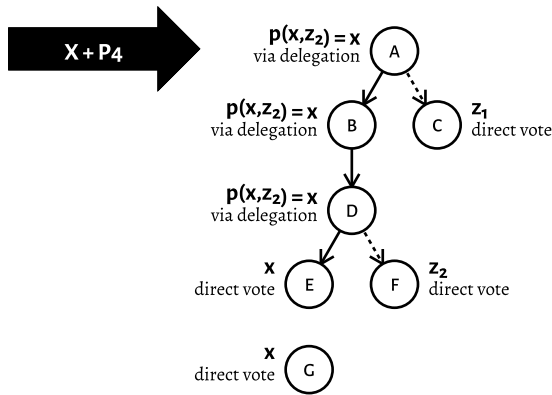 X + P4
p(x,z2) = x
via delegation
A
p(x,z2) = x
via delegation
B
C
z1
direct vote
p(x,z2) = x
via delegation
D
x
direct vote
E
F
z2
direct vote
x
direct vote
G